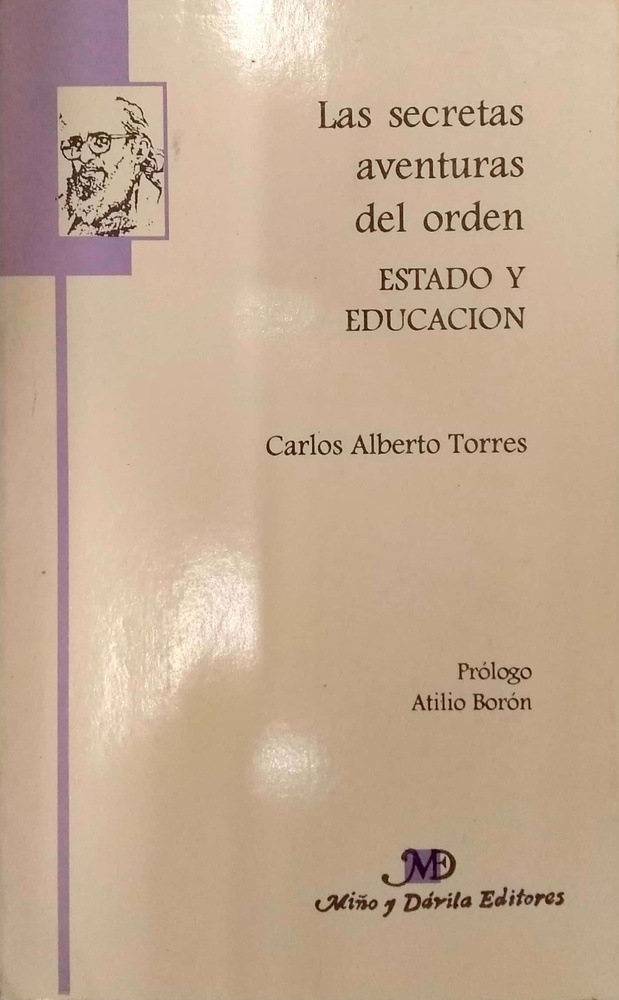 Las secretas
aventuras
del orden
ESTADO Y
EDUCACION
Carlos Alberto Torres
Prólogo
Atilio Borón
MD
Miño y Dávila Editores